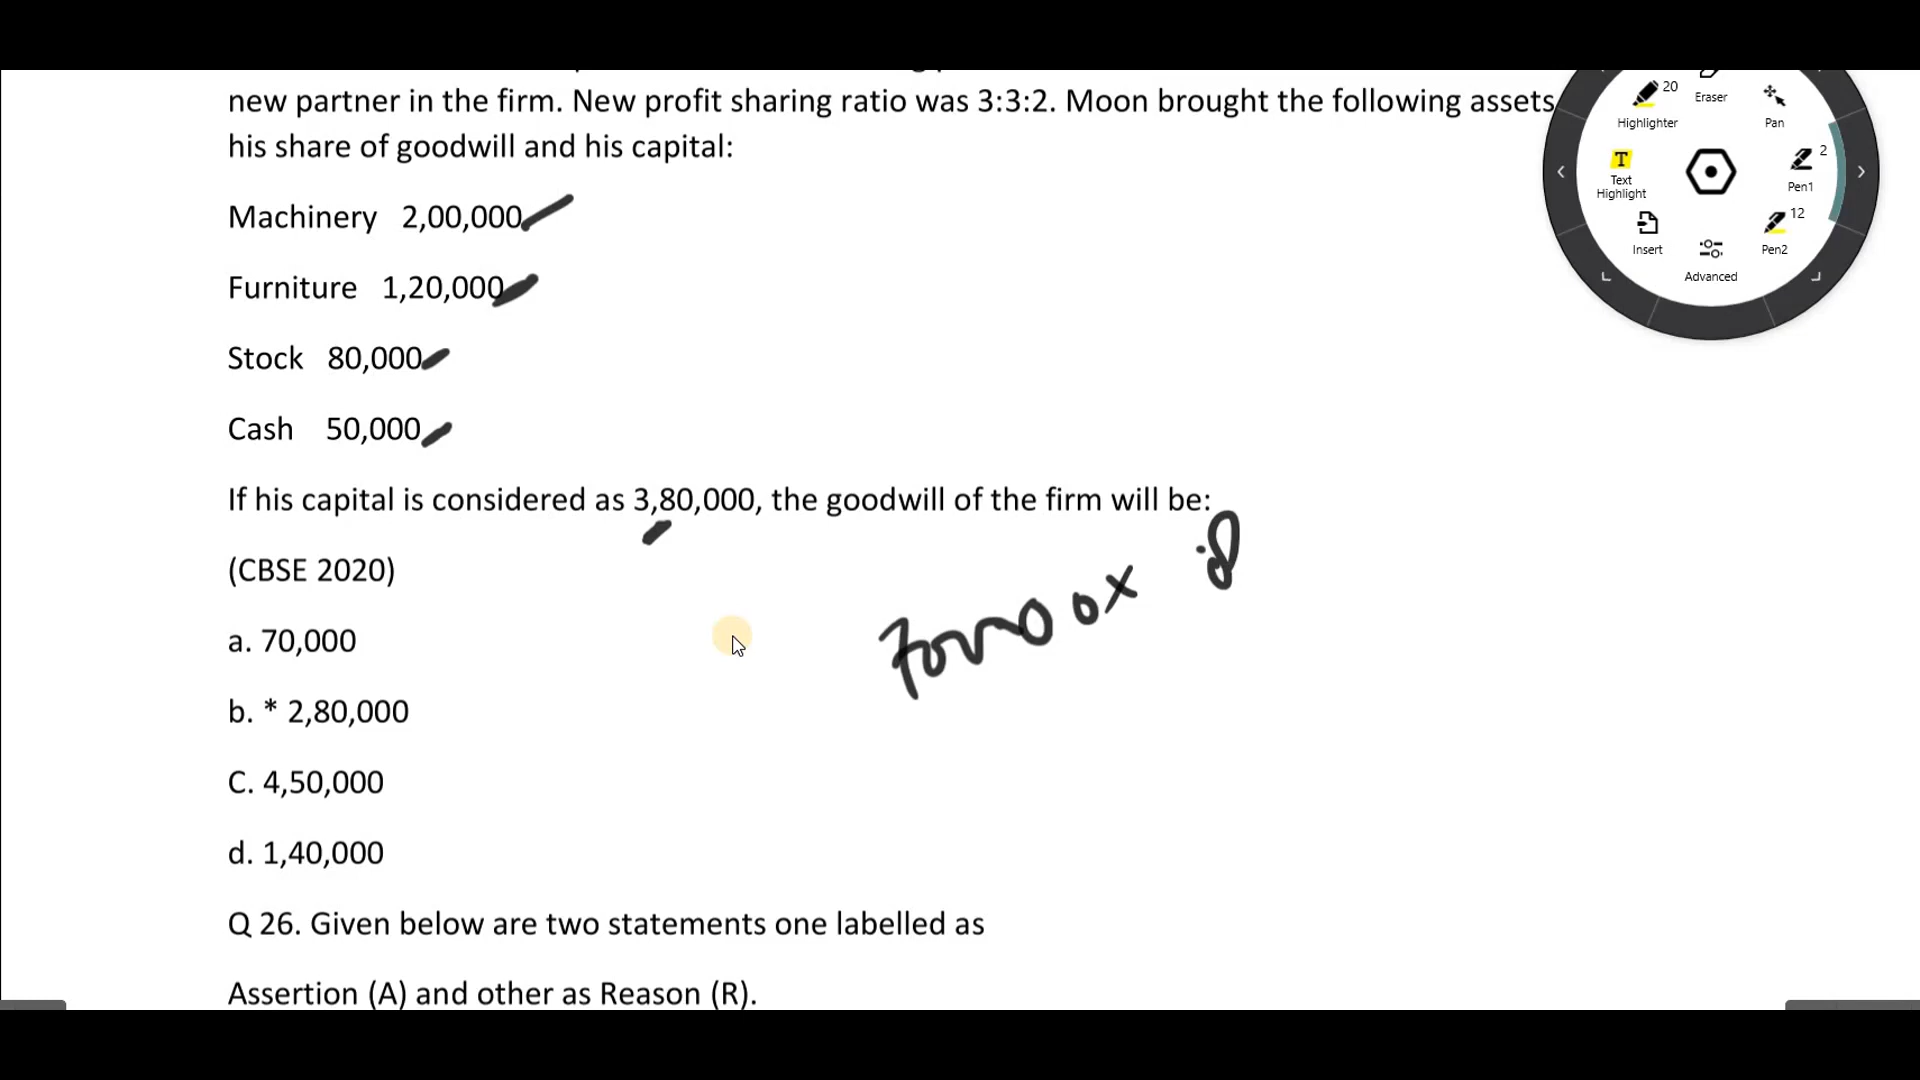 new partner in the firm. New profit sharing ratio was 3:3:2. Moon brought the following assets
his share of goodwill and his capital:
Machinery 2,00,000
Furniture 1,20,000
Stock 80,000
Cash 50,000
If his capital is considered as 3,80,000, the goodwill of the firm will be:
(CBSE 2020)
a. 70,000
b. * 2,80,000
C. 4,50,000
d. 1,40,000
Q 26. Given below are two statements one labelled as
Assertion (A) and other as Reason (R).
20
Highlighter
Eraser
Pan
T
Text
Highlight
2
Pen1
Insert
12
Pen2
Advanced